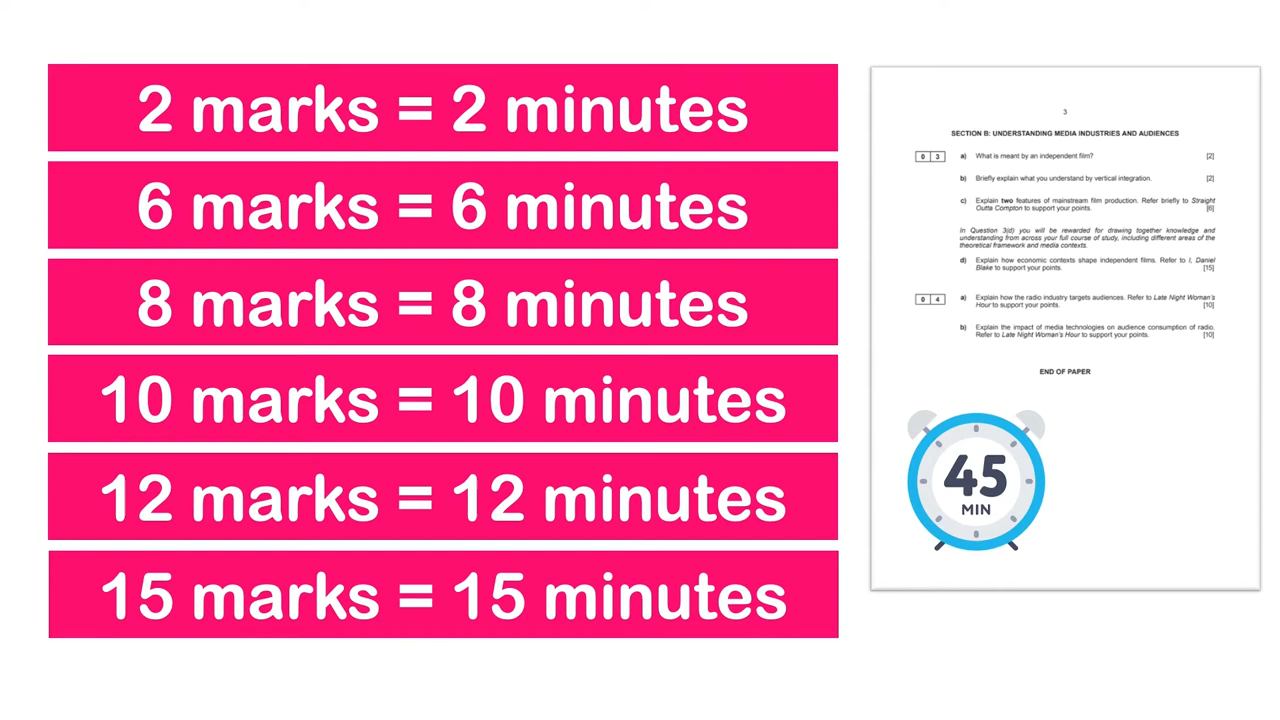 2 marks = 2 minutes
6 marks = 6 minutes
8 marks = 8 minutes
10 marks = 10 minutes
12 marks = 12 minutes
15 marks = 15 minutes
3
SECTION B: UNDERSTANDING MEDIA INDUSTRIES AND AUDIENCES
0 3 a) What is meant by an independent film? [2]
b) Briefly explain what you understand by vertical integration. [2]
c) Explain two features of mainstream film production. Refer briefly to Straight
Outta Compton to support your points. [6]
In Question 3(d) you will be rewarded for drawing together knowledge and
understanding from across your full course of study, including different areas of the
theoretical framework and media contexts.
d) Explain how economic contexts shape independent films. Refer to I, Daniel
Blake to support your points. [15]
0 4 a) Explain how the radio industry targets audiences. Refer to Late Night Woman's
Hour to support your points. [10]
b) Explain the impact of media technologies on audience consumption of radio.
Refer to Late Night Woman's Hour to support your points. [10]
END OF PAPER
45
MIN